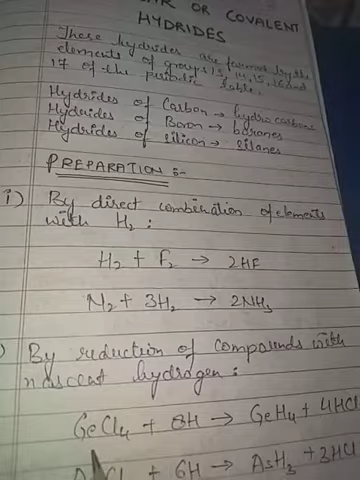 OR COVALENT
HYDRIDES
These hydrides are formed by the
elements of groups 13, 14, 15, 16 and
17 of the periodic table.
Hydrides of Carbon → hydrocarbons
Hydrides of Boron → boranes
Hydrides of Silicon → silanes
PREPARATION :-
i) By direct combination of elements
with H₂ :
H₂ + F₂ → 2HF
N₂ + 3H₂ → 2NH₃
) By reduction of compounds with
nascent hydrogen :
GeCl₄ + 8H → GeH₄ + 4HCl
+ 6H → AsH₃ + 3HCl